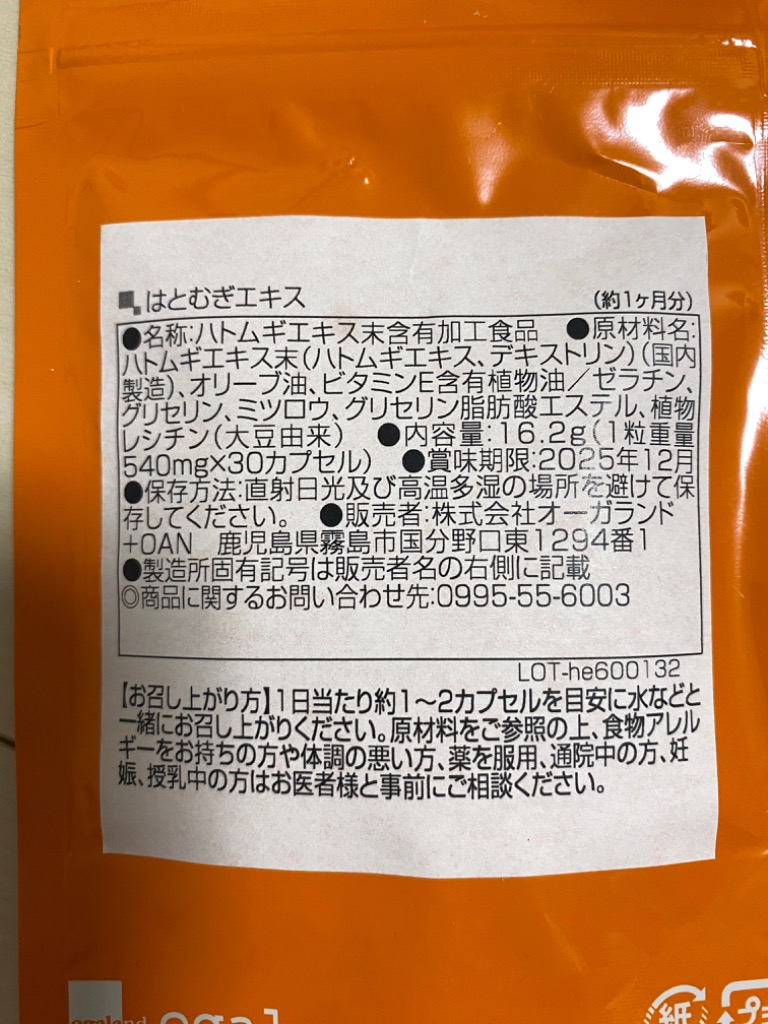 はとむぎエキス (約1ヶ月分)
●名称:ハトムギエキス末含有加工食品 ●原材料名:
ハトムギエキス末(ハトムギエキス、デキストリン)(国内
製造)、オリーブ油、ビタミンE含有植物油/ゼラチン、
グリセリン、ミツロウ、グリセリン脂肪酸エステル、植物
レシチン(大豆由来) ●内容量:16.2g(1粒重量
540mg×30カプセル) ●賞味期限:2025年12月
●保存方法:直射日光及び高温多湿の場所を避けて保
存してください。 ●販売者:株式会社オーガランド
+OAN 鹿児島県霧島市国分野口東1294番1
●製造所固有記号は販売者名の右側に記載
◎商品に関するお問い合わせ先:0995-55-6003
LOT-he600132
【お召し上がり方】1日当たり約1～2カプセルを目安に水などと
一緒にお召し上がりください。原材料をご参照の上、食物アレル
ギーをお持ちの方や体調の悪い方、薬を服用、通院中の方、妊
娠、授乳中の方はお医者様と事前にご相談ください。
紙